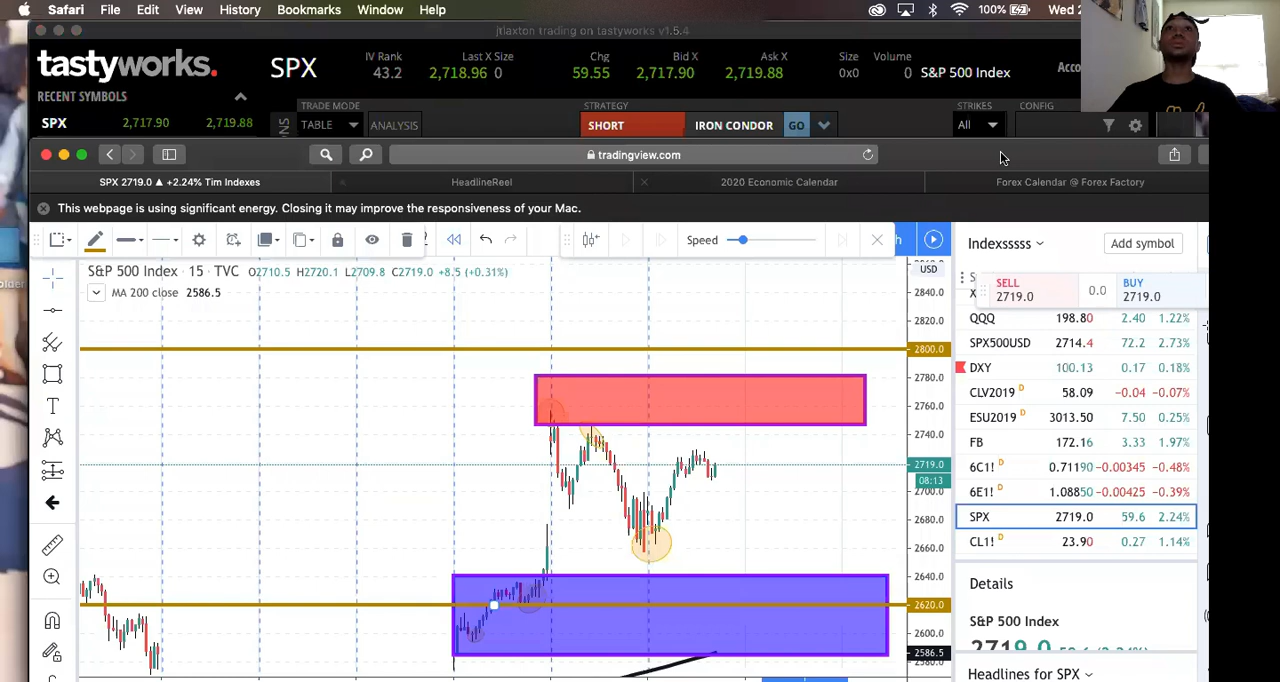 Safari File Edit View History Bookmarks Window Help 100% Wed 2
jtlaxton trading on tastyworks v1.5.4
tastyworks. SPX IV Rank Last X Size Chg Bid X Ask X Size Volume
43.2 2,718.96 0 59.55 2,717.90 2,719.88 0x0 0 S&P 500 Index Acco
RECENT SYMBOLS TRADE MODE STRATEGY STRIKES CONFIG
SPX 2,717.90 2,719.88 SNS TABLE ANALYSIS SHORT IRON CONDOR GO All
tradingview.com
SPX 2719.0 ▲ +2.24% Tim Indexes HeadlineReel 2020 Economic Calendar Forex Calendar @ Forex Factory
This webpage is using significant energy. Closing it may improve the responsiveness of your Mac.
Speed h Indexsssss Add symbol
S&P 500 Index · 15 · TVC O2710.5 H2720.1 L2709.8 C2719.0 +8.5 (+0.31%)
USD
MA 200 close 2586.5
SELL 2719.0 0.0 BUY 2719.0
QQQ 198.80 2.40 1.22%
SPX500USD 2714.4 72.2 2.73%
DXY 100.13 0.17 0.18%
CLV2019 D 58.09 -0.04 -0.07%
ESU2019 D 3013.50 7.50 0.25%
FB 172.16 3.33 1.97%
6C1! D 0.71190 -0.00345 -0.48%
6E1! D 1.08850 -0.00425 -0.39%
SPX 2719.0 59.6 2.24%
CL1! D 23.90 0.27 1.14%
Details
S&P 500 Index
2719.0 59.6 (2.24%)
Headlines for SPX
2840.0
2820.0
2800.0
2780.0
2760.0
2740.0
2719.0
08:13
2700.0
2680.0
2660.0
2640.0
2620.0
2600.0
2586.5
2580.0